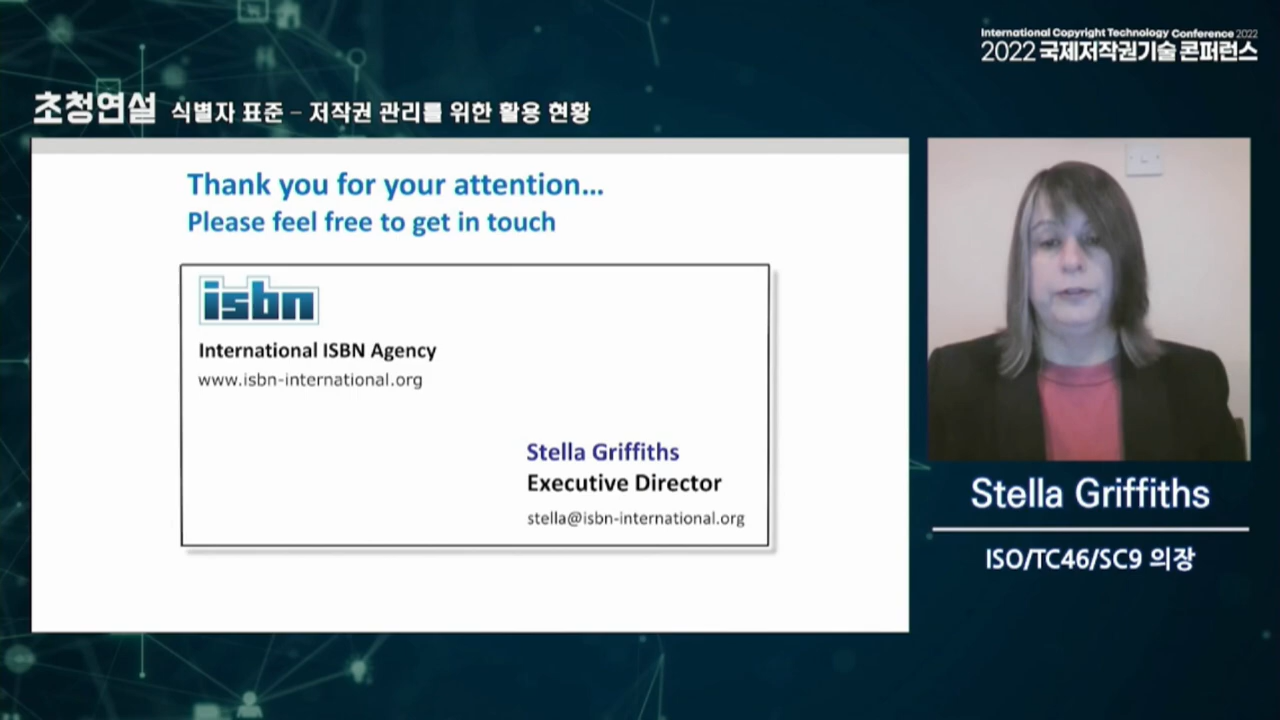 International Copyright Technology Conference 2022
2022 국제저작권기술 콘퍼런스
초청연설 식별자 표준 – 저작권 관리를 위한 활용 현황
Thank you for your attention...
Please feel free to get in touch
isbn
International ISBN Agency
www.isbn-international.org
Stella Griffiths
Executive Director
stella@isbn-international.org
Stella Griffiths
ISO/TC46/SC9 의장